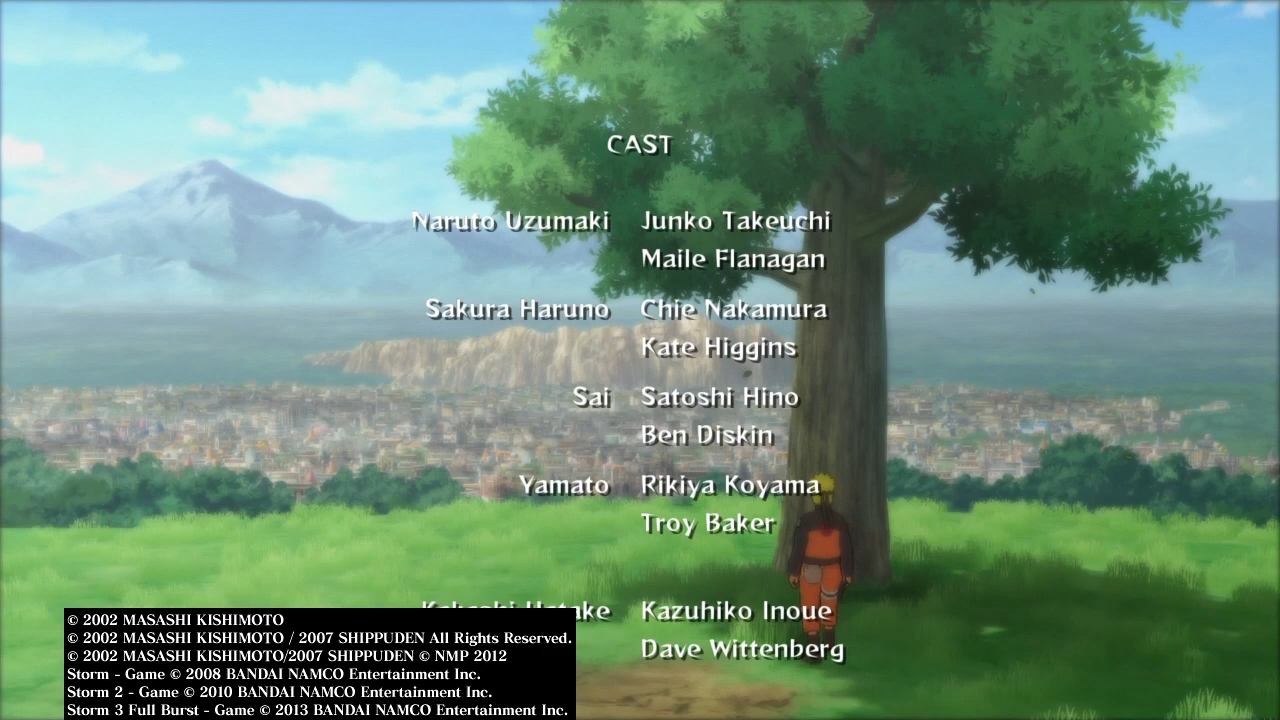 CAST
Naruto Uzumaki Junko Takeuchi
Maile Flanagan
Sakura Haruno Chie Nakamura
Kate Higgins
Sai Satoshi Hino
Ben Diskin
Yamato Rikiya Koyama
Troy Baker
Kakashi Hatake Kazuhiko Inoue
Dave Wittenberg
© 2002 MASASHI KISHIMOTO
© 2002 MASASHI KISHIMOTO / 2007 SHIPPUDEN All Rights Reserved.
© 2002 MASASHI KISHIMOTO/2007 SHIPPUDEN © NMP 2012
Storm - Game © 2008 BANDAI NAMCO Entertainment Inc.
Storm 2 - Game © 2010 BANDAI NAMCO Entertainment Inc.
Storm 3 Full Burst - Game © 2013 BANDAI NAMCO Entertainment Inc.